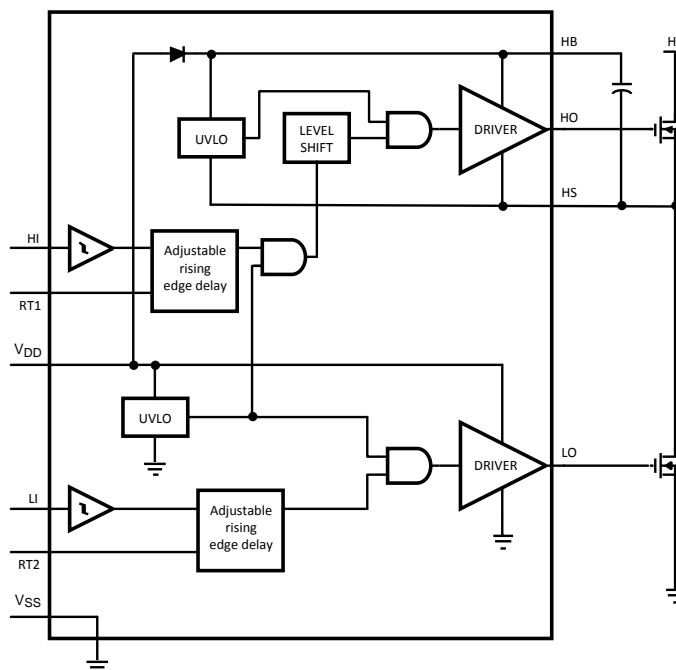 HB
H
UVLO
LEVEL
SHIFT
DRIVER
HO
HS
HI
Adjustable
rising
edge delay
RT1
VDD
UVLO
DRIVER
LO
LI
Adjustable
rising
edge delay
RT2
VSS